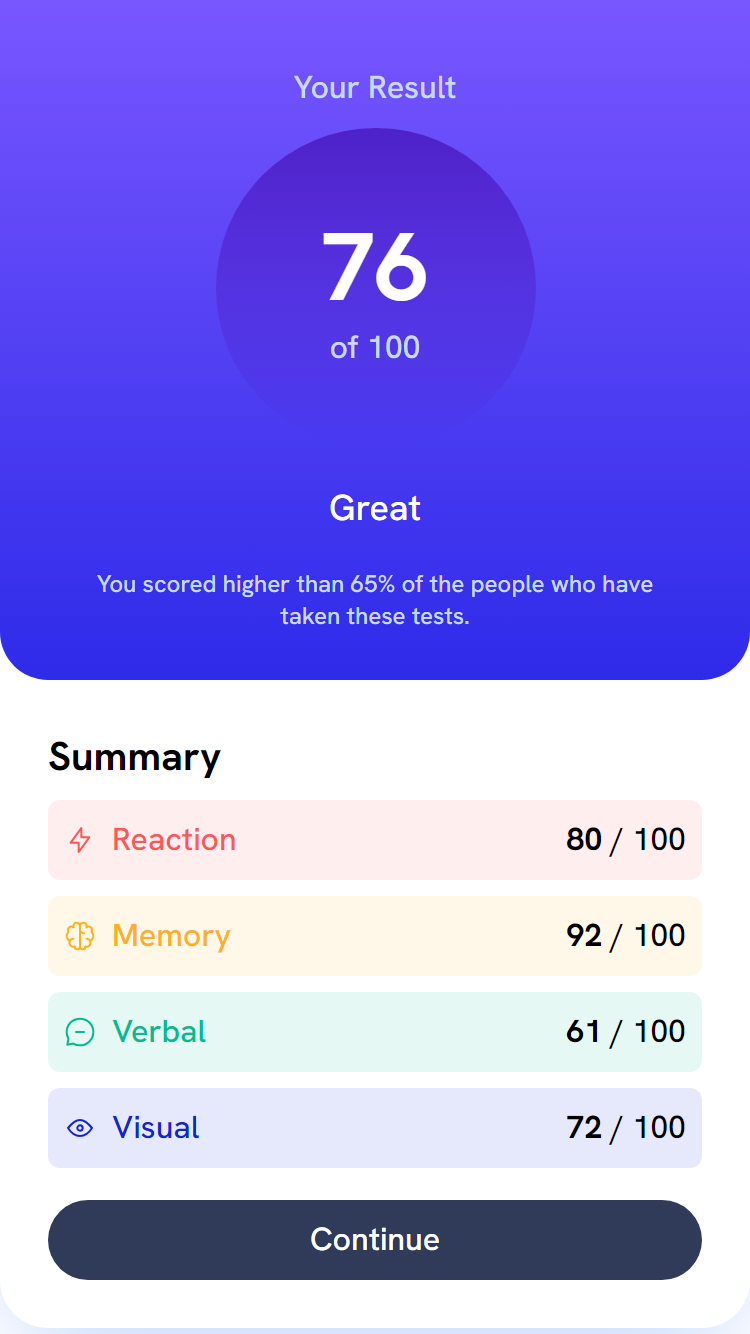 Your Result
76
of 100
Great
You scored higher than 65% of the people who have
taken these tests.
Summary
Reaction 80 / 100
Memory 92 / 100
Verbal 61 / 100
Visual 72 / 100
Continue